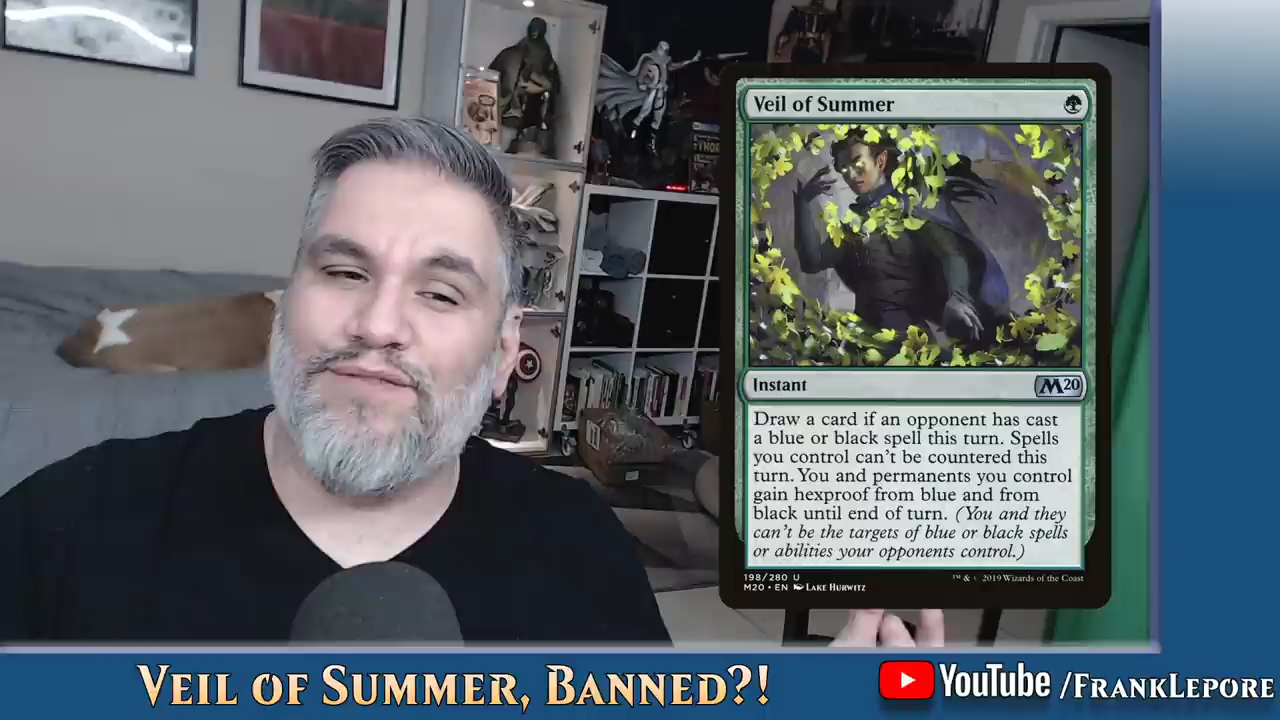 Veil of Summer
Instant
M20
Draw a card if an opponent has cast
a blue or black spell this turn. Spells
you control can't be countered this
turn. You and permanents you control
gain hexproof from blue and from
black until end of turn. (You and they
can't be the targets of blue or black spells
or abilities your opponents control.)
198/280 U
M20 • EN LAKE HURWITZ
™ & © 2019 Wizards of the Coast
THOR
VEIL OF SUMMER, BANNED?!
YouTube /FRANKLEPORE